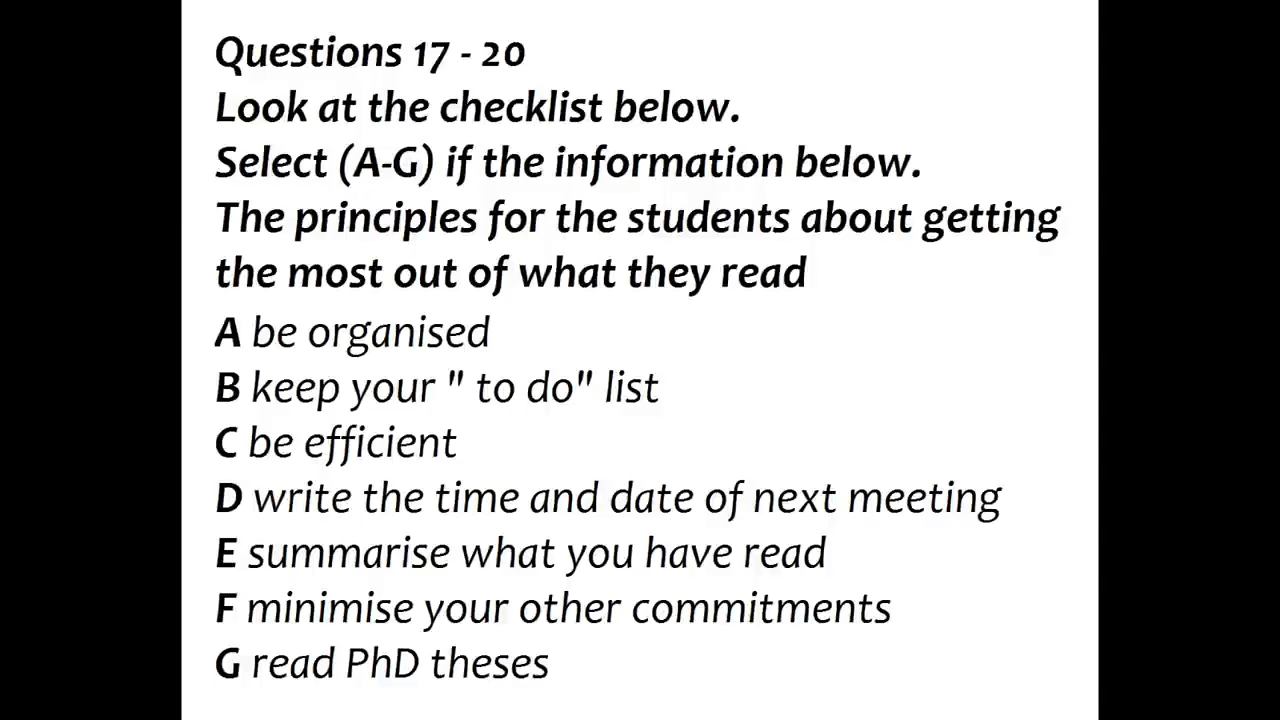 Questions 17 - 20
Look at the checklist below.
Select (A-G) if the information below.
The principles for the students about getting
the most out of what they read
A be organised
B keep your " to do" list
C be efficient
D write the time and date of next meeting
E summarise what you have read
F minimise your other commitments
G read PhD theses